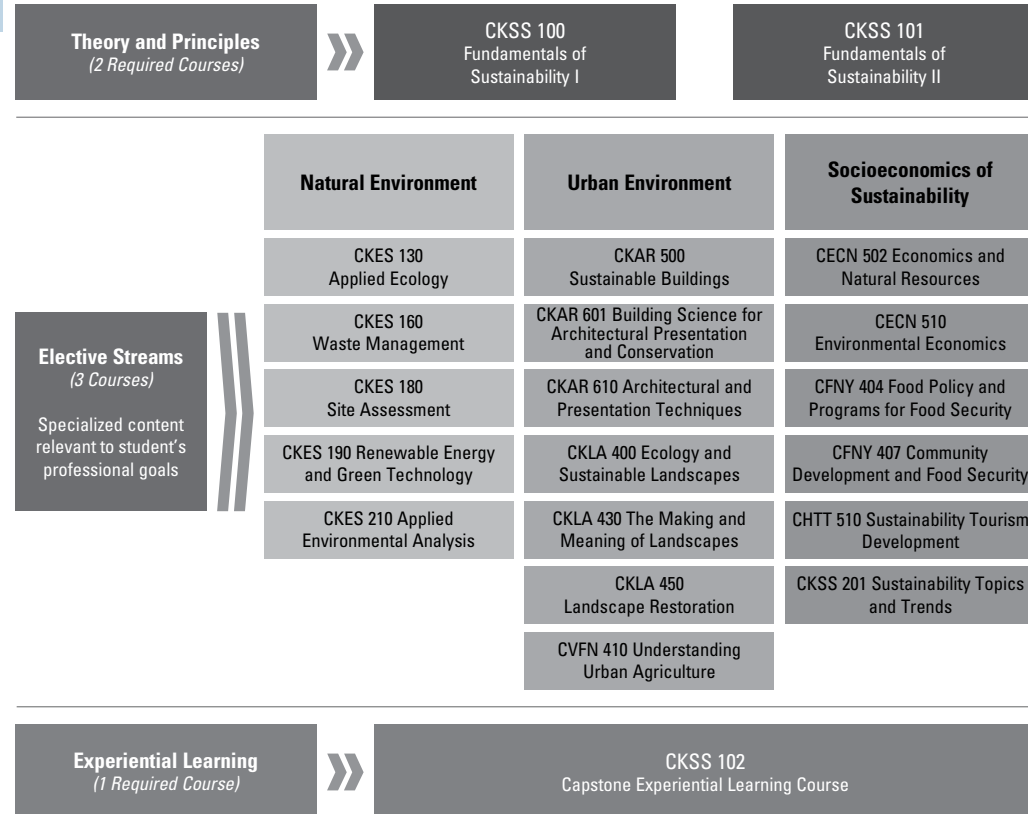 Theory and Principles
(2 Required Courses)
CKSS 100
Fundamentals of
Sustainability I
CKSS 101
Fundamentals of
Sustainability II
Elective Streams
(3 Courses)
Specialized content
relevant to student's
professional goals
Natural Environment
CKES 130
Applied Ecology
CKES 160
Waste Management
CKES 180
Site Assessment
CKES 190 Renewable Energy
and Green Technology
CKES 210 Applied
Environmental Analysis
Urban Environment
CKAR 500
Sustainable Buildings
CKAR 601 Building Science for
Architectural Presentation
and Conservation
CKAR 610 Architectural and
Presentation Techniques
CKLA 400 Ecology and
Sustainable Landscapes
CKLA 430 The Making and
Meaning of Landscapes
CKLA 450
Landscape Restoration
CVFN 410 Understanding
Urban Agriculture
Socioeconomics of
Sustainability
CECN 502 Economics and
Natural Resources
CECN 510
Environmental Economics
CFNY 404 Food Policy and
Programs for Food Security
CFNY 407 Community
Development and Food Security
CHTT 510 Sustainability Tourism
Development
CKSS 201 Sustainability Topics
and Trends
Experiential Learning
(1 Required Course)
CKSS 102
Capstone Experiential Learning Course